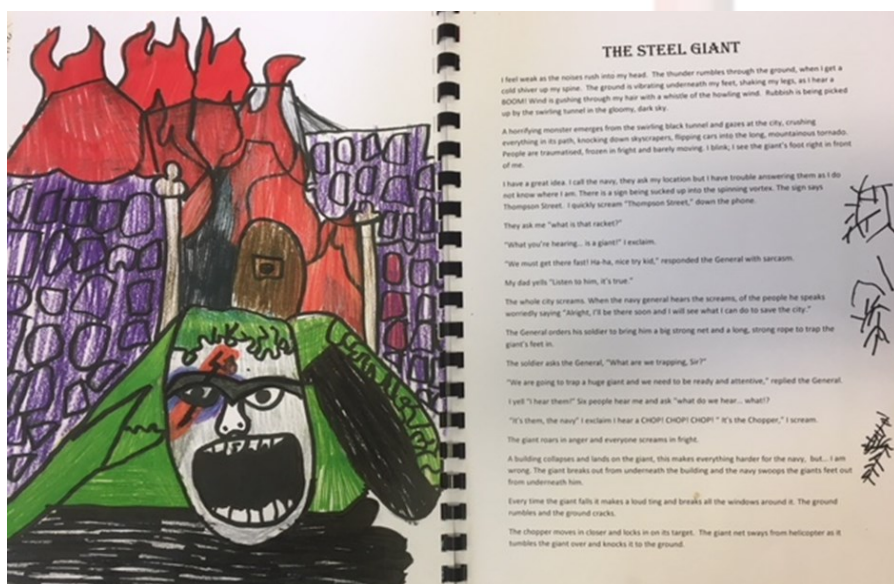 THE STEEL GIANT
I feel weak as the noises rush into my head. The thunder rumbles through the ground, when I get a
cold shiver up my spine. The ground is vibrating underneath my feet, shaking my legs, as I hear a
BOOM! Wind is gushing through my hair with a whistle of the howling wind. Rubbish is being picked
up by the swirling tunnel in the gloomy, dark sky.
A horrifying monster emerges from the swirling black tunnel and gazes at the city, crushing
everything in its path, knocking down skyscrapers, flipping cars into the long, mountainous tornado.
People are traumatised, frozen in fright and barely moving. I blink; I see the giant's foot right in front
of me.
I have a great idea. I call the navy, they ask my location but I have trouble answering them as I do
not know where I am. There is a sign being sucked up into the spinning vortex. The sign says
Thompson Street. I quickly scream "Thompson Street," down the phone.
They ask me "what is that racket?"
"What you're hearing... is a giant!" I exclaim.
"We must get there fast! Ha-ha, nice try kid," responded the General with sarcasm.
My dad yells "Listen to him, it's true."
The whole city screams. When the navy general hears the screams, of the people he speaks
worriedly saying "Alright, I'll be there soon and I will see what I can do to save the city."
The General orders his soldier to bring him a big strong net and a long, strong rope to trap the
giant's feet in.
The soldier asks the General, "What are we trapping, Sir?"
"We are going to trap a huge giant and we need to be ready and attentive," replied the General.
I yell "I hear them!" Six people hear me and ask "what do we hear... what!?
"It's them, the navy" I exclaim I hear a CHOP! CHOP! CHOP! " It's the Chopper," I scream.
The giant roars in anger and everyone screams in fright.
A building collapses and lands on the giant, this makes everything harder for the navy, but... I am
wrong. The giant breaks out from underneath the building and the navy swoops the giants feet out
from underneath him.
Every time the giant falls it makes a loud ting and breaks all the windows around it. The ground
rumbles and the ground cracks.
The chopper moves in closer and locks in on its target. The giant net sways from helicopter as it
tumbles the giant over and knocks it to the ground.